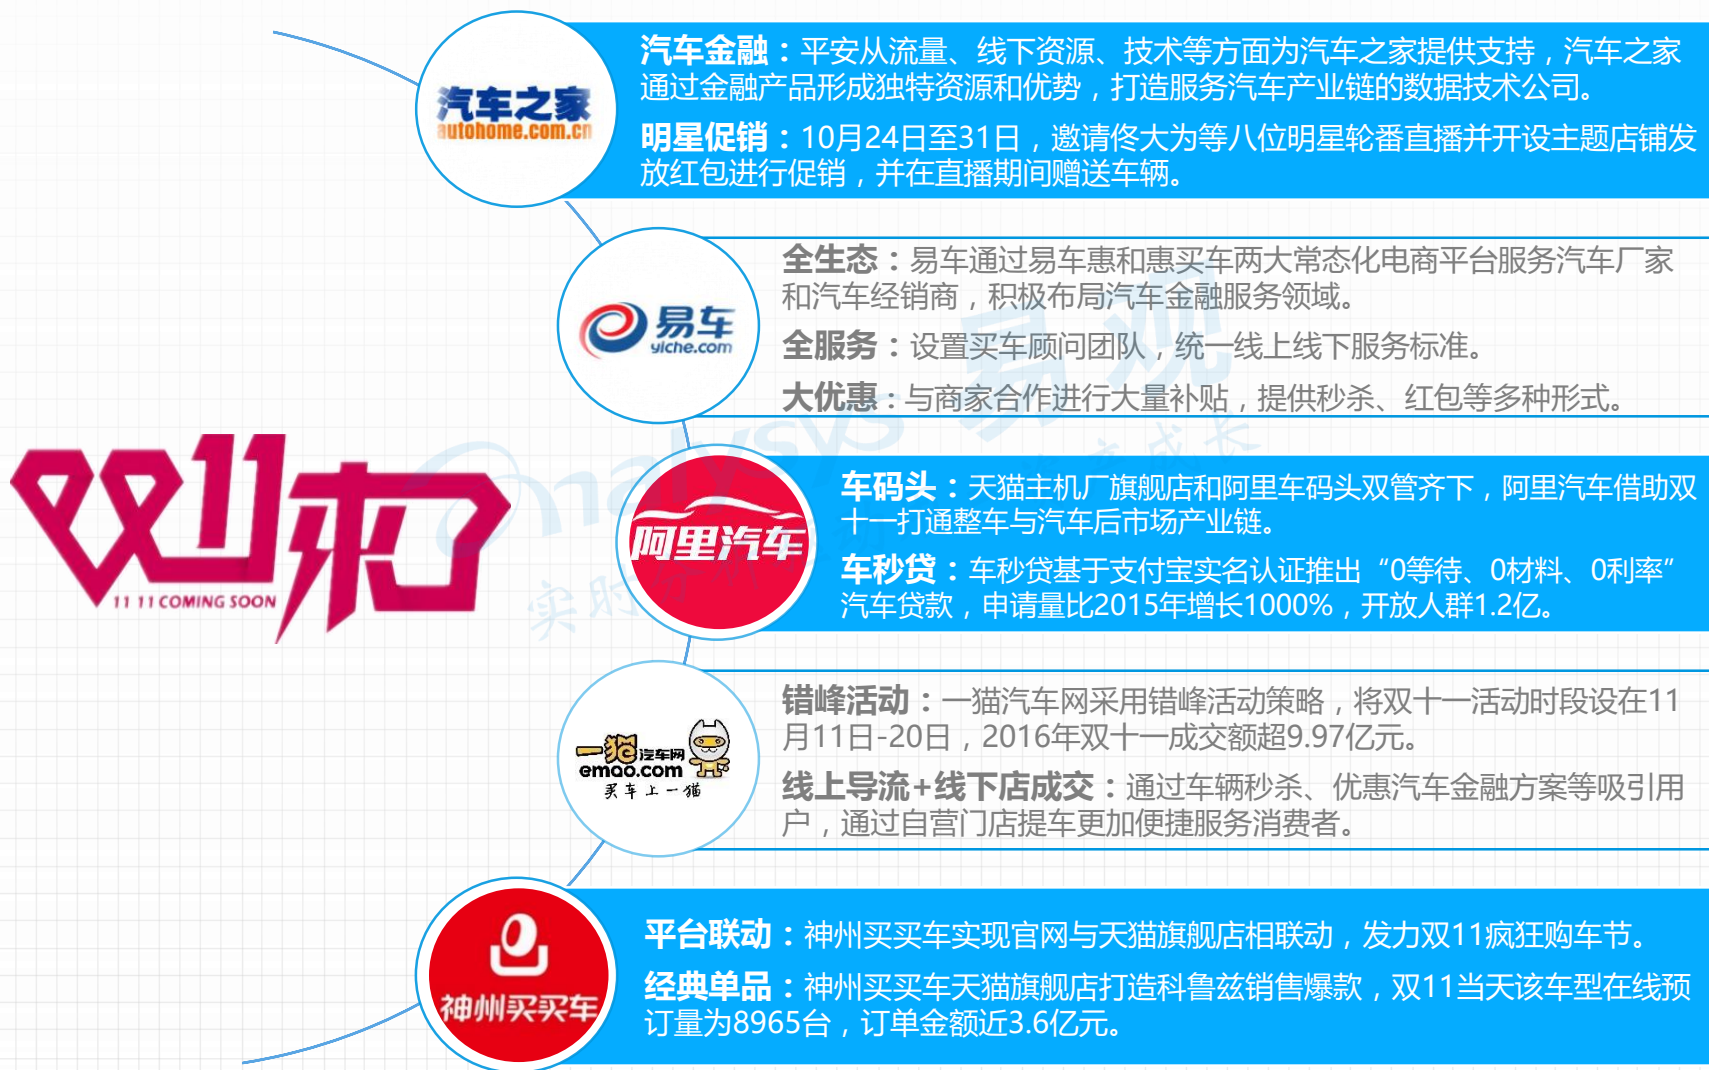 汽车之家
autohome.com.cn
汽车金融：平安从流量、线下资源、技术等方面为汽车之家提供支持，汽车之家
通过金融产品形成独特资源和优势，打造服务汽车产业链的数据技术公司。
明星促销：10月24日至31日，邀请佟大为等八位明星轮番直播并开设主题店铺发
放红包进行促销，并在直播期间赠送车辆。
易车
yiche.com
全生态：易车通过易车惠和惠买车两大常态化电商平台服务汽车厂家
和汽车经销商，积极布局汽车金融服务领域。
全服务：设置买车顾问团队，统一线上线下服务标准。
大优惠：与商家合作进行大量补贴，提供秒杀、红包等多种形式。
双11来了
11 11 COMING SOON
阿里汽车
车码头：天猫主机厂旗舰店和阿里车码头双管齐下，阿里汽车借助双
十一打通整车与汽车后市场产业链。
车秒贷：车秒贷基于支付宝实名认证推出“0等待、0材料、0利率”
汽车贷款，申请量比2015年增长1000%，开放人群1.2亿。
一猫汽车网
emao.com
买车上一猫
错峰活动：一猫汽车网采用错峰活动策略，将双十一活动时段设在11
月11日-20日，2016年双十一成交额超9.97亿元。
线上导流+线下店成交：通过车辆秒杀、优惠汽车金融方案等吸引用
户，通过自营门店提车更加便捷服务消费者。
神州买买车
平台联动：神州买买车实现官网与天猫旗舰店相联动，发力双11疯狂购车节。
经典单品：神州买买车天猫旗舰店打造科鲁兹销售爆款，双11当天该车型在线预
订量为8965台，订单金额近3.6亿元。
nalysys 易观